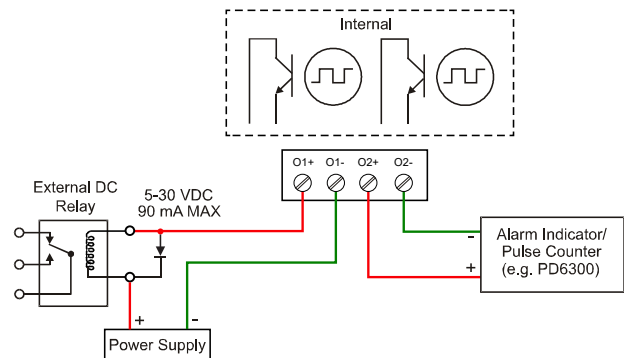 Internal
O1+ O1- O2+ O2-
External DC
Relay
5-30 VDC
90 mA MAX
-
Alarm Indicator/
Pulse Counter
(e.g. PD6300)
+
+ -
Power Supply